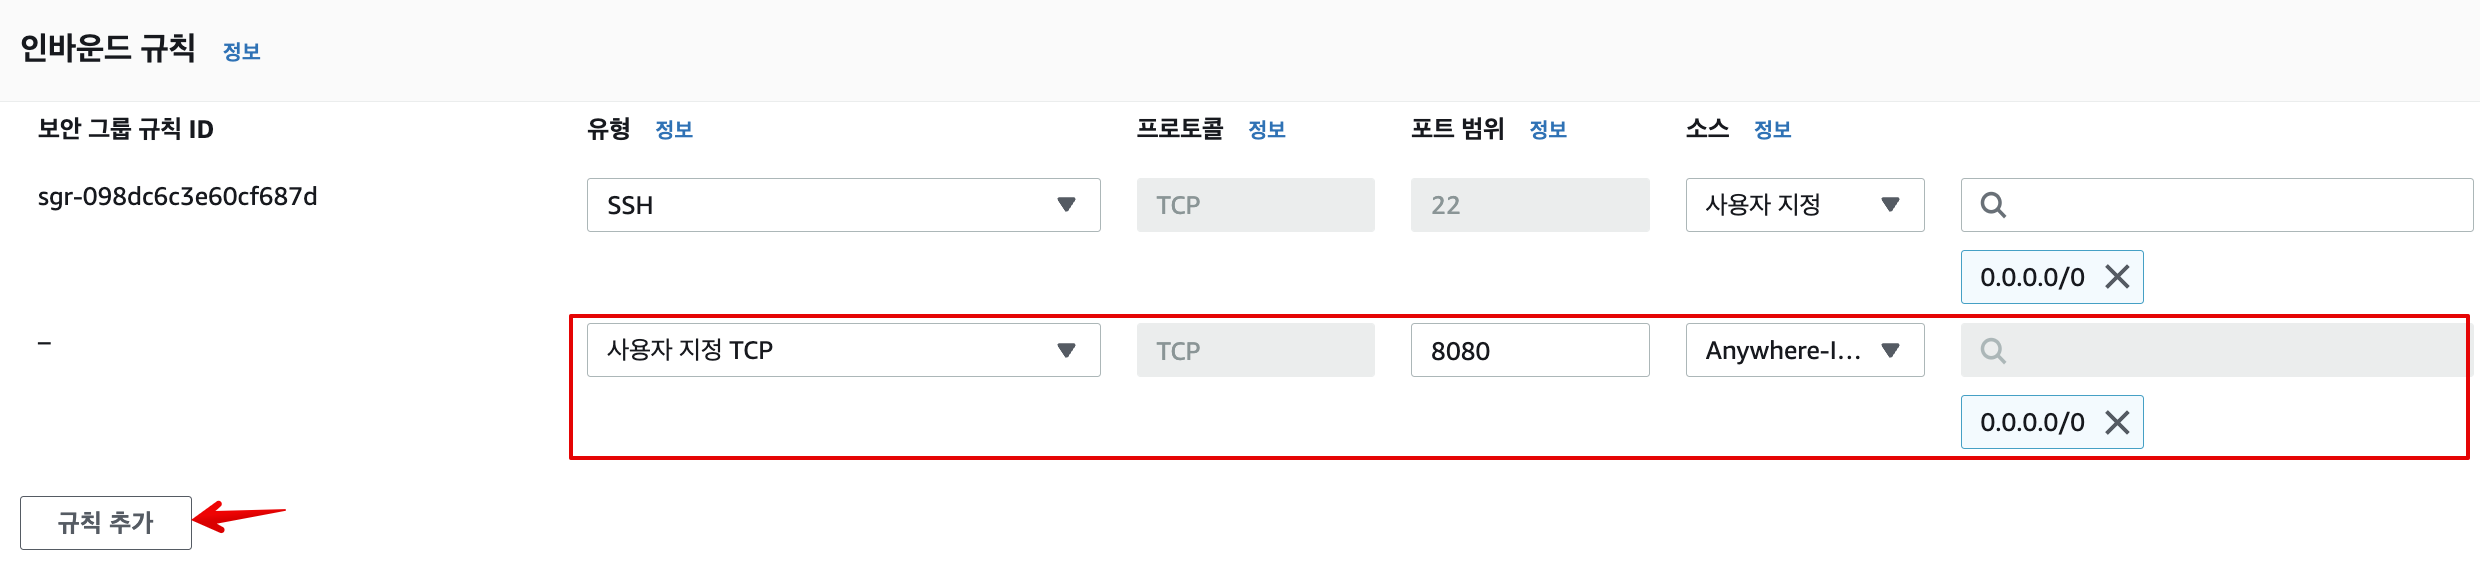 인바운드 규칙 정보
보안 그룹 규칙 ID 유형 정보 프로토콜 정보 포트 범위 정보 소스 정보
sgr-098dc6c3e60cf687d SSH TCP 22 사용자 지정
0.0.0.0/0
– 사용자 지정 TCP TCP 8080 Anywhere-I...
0.0.0.0/0
규칙 추가